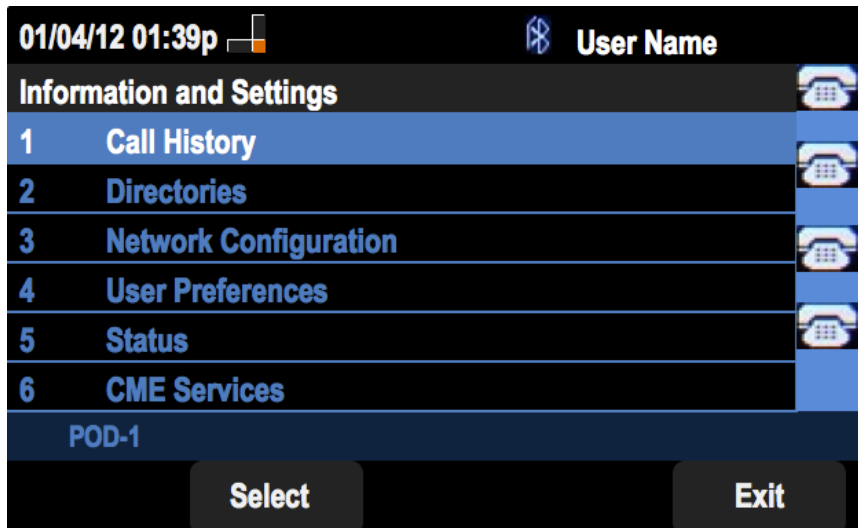 01/04/12 01:39p User Name
Information and Settings
1 Call History
2 Directories
3 Network Configuration
4 User Preferences
5 Status
6 CME Services
POD-1
Select Exit